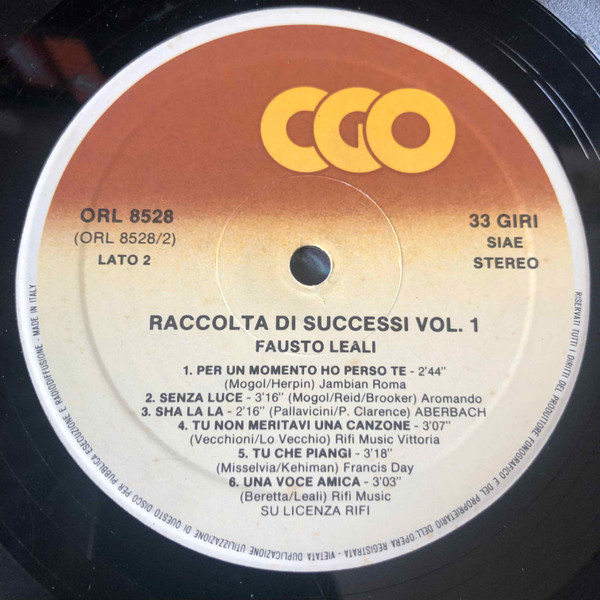 CGO
ORL 8528
(ORL 8528/2)
LATO 2
33 GIRI
SIAE
STEREO
RACCOLTA DI SUCCESSI VOL. 1
FAUSTO LEALI
1. PER UN MOMENTO HO PERSO TE - 2'44"
(Mogol/Herpin) Jambian Roma
2. SENZA LUCE - 3'16" (Mogol/Reid/Brooker) Aromando
3. SHA LA LA - 2'16" (Pallavicini/P. Clarence) ABERBACH
4. TU NON MERITAVI UNA CANZONE - 3'07"
(Vecchioni/Lo Vecchio) Rifi Music Vittoria
5. TU CHE PIANGI - 3'18"
(Misselvia/Kehiman) Francis Day
6. UNA VOCE AMICA - 3'03"
(Beretta/Leali) Rifi Music
SU LICENZA RIFI
RISERVATI TUTTI I DIRITTI DEL PRODUTTORE FONOGRAFICO E DEL PROPRIETARIO DELL'OPERA REGISTRATA - VIETATA DUPLICAZIONE UTILIZZAZIONE DI QUESTO DISCO PER PUBBLICA ESECUZIONE E RADIODIFFUSIONE - MADE IN ITALY